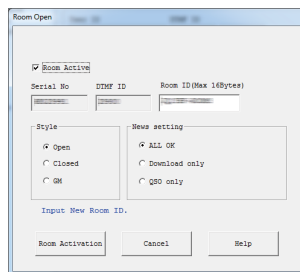 Room Open
Room Active
Serial No DTMF ID Room ID(Max 16Bytes)
Style News setting
Open ALL OK
Closed Download only
GM QSO only
Input New Room ID.
Room Activation Cancel Help